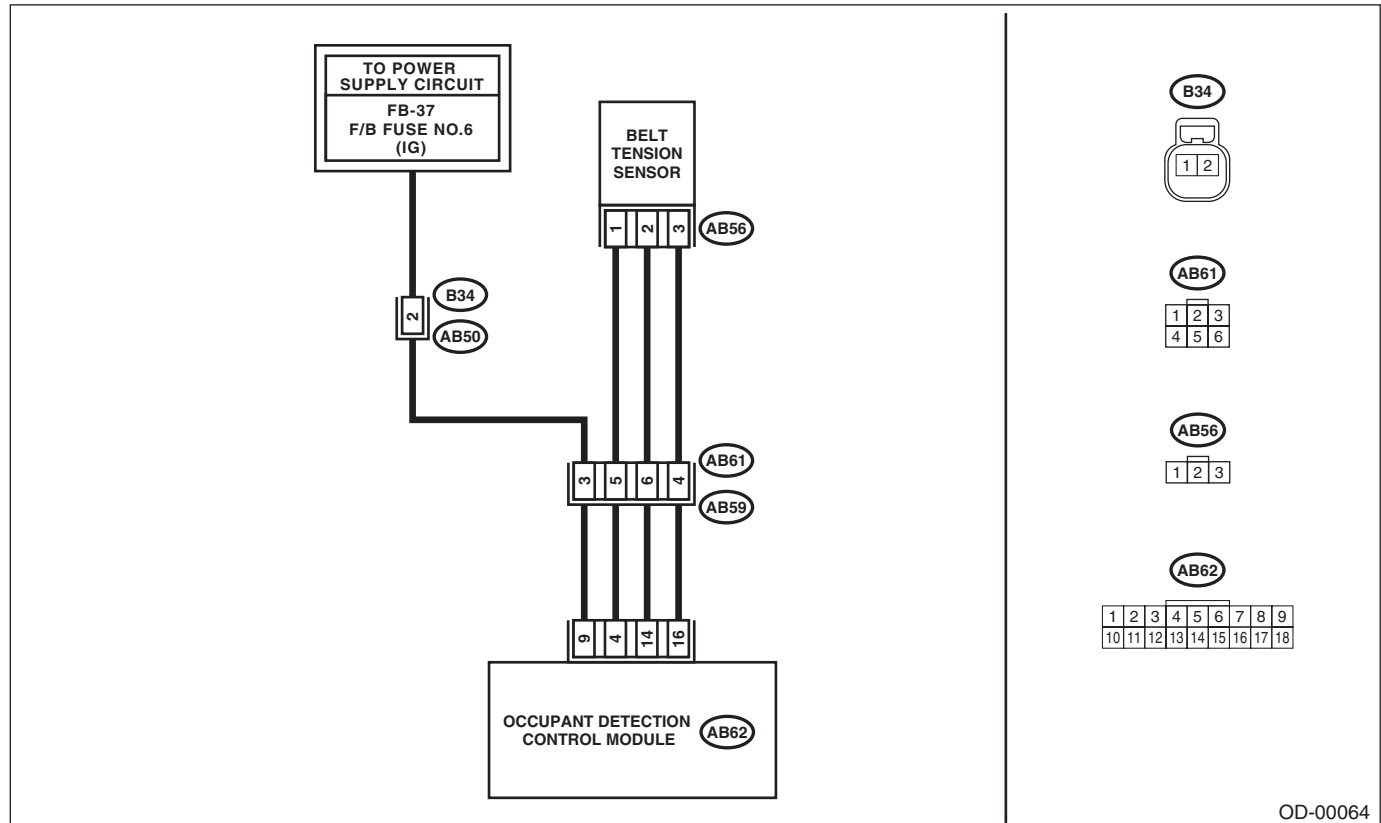 TO POWER
SUPPLY CIRCUIT
FB-37
F/B FUSE NO.6
(IG)
BELT
TENSION
SENSOR
1 2 3
AB56
2
B34
AB50
3 5 6 4
AB61
AB59
9 4 14 16
OCCUPANT DETECTION
CONTROL MODULE
AB62
B34
1 2
AB61
1 2 3
4 5 6
AB56
1 2 3
AB62
1 2 3 4 5 6 7 8 9
10 11 12 13 14 15 16 17 18
OD-00064